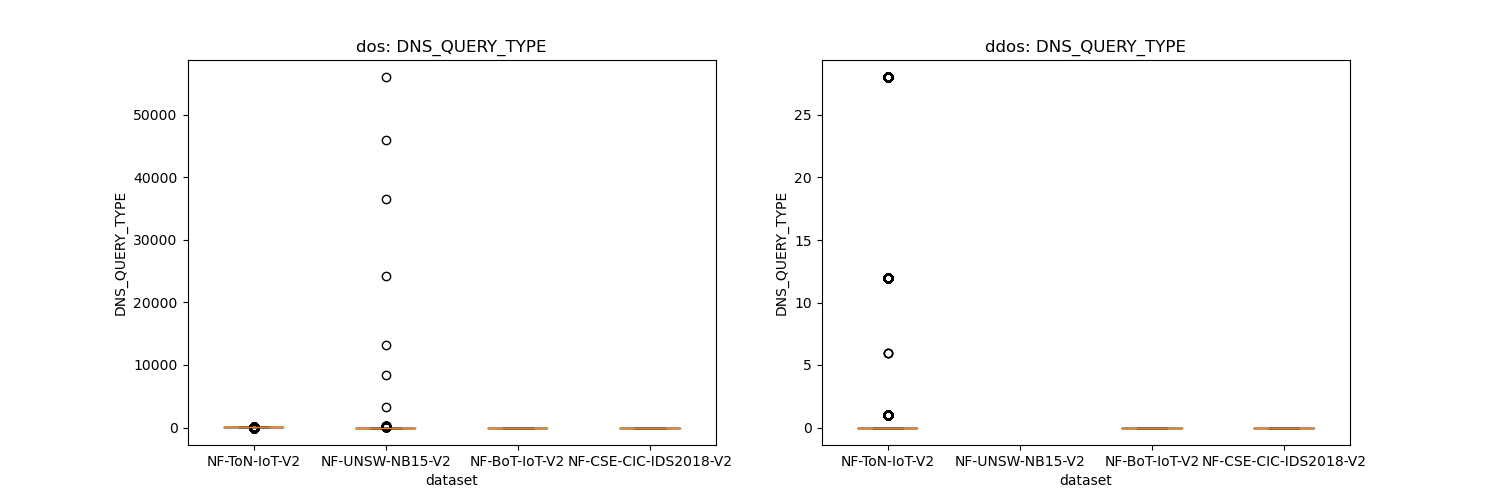 dos: DNS_QUERY_TYPE
DNS_QUERY_TYPE
50000
40000
30000
20000
10000
0
NF-ToN-IoT-V2 NF-UNSW-NB15-V2 NF-BoT-IoT-V2 NF-CSE-CIC-IDS2018-V2
dataset
ddos: DNS_QUERY_TYPE
DNS_QUERY_TYPE
25
20
15
10
5
0
NF-ToN-IoT-V2 NF-UNSW-NB15-V2 NF-BoT-IoT-V2 NF-CSE-CIC-IDS2018-V2
dataset